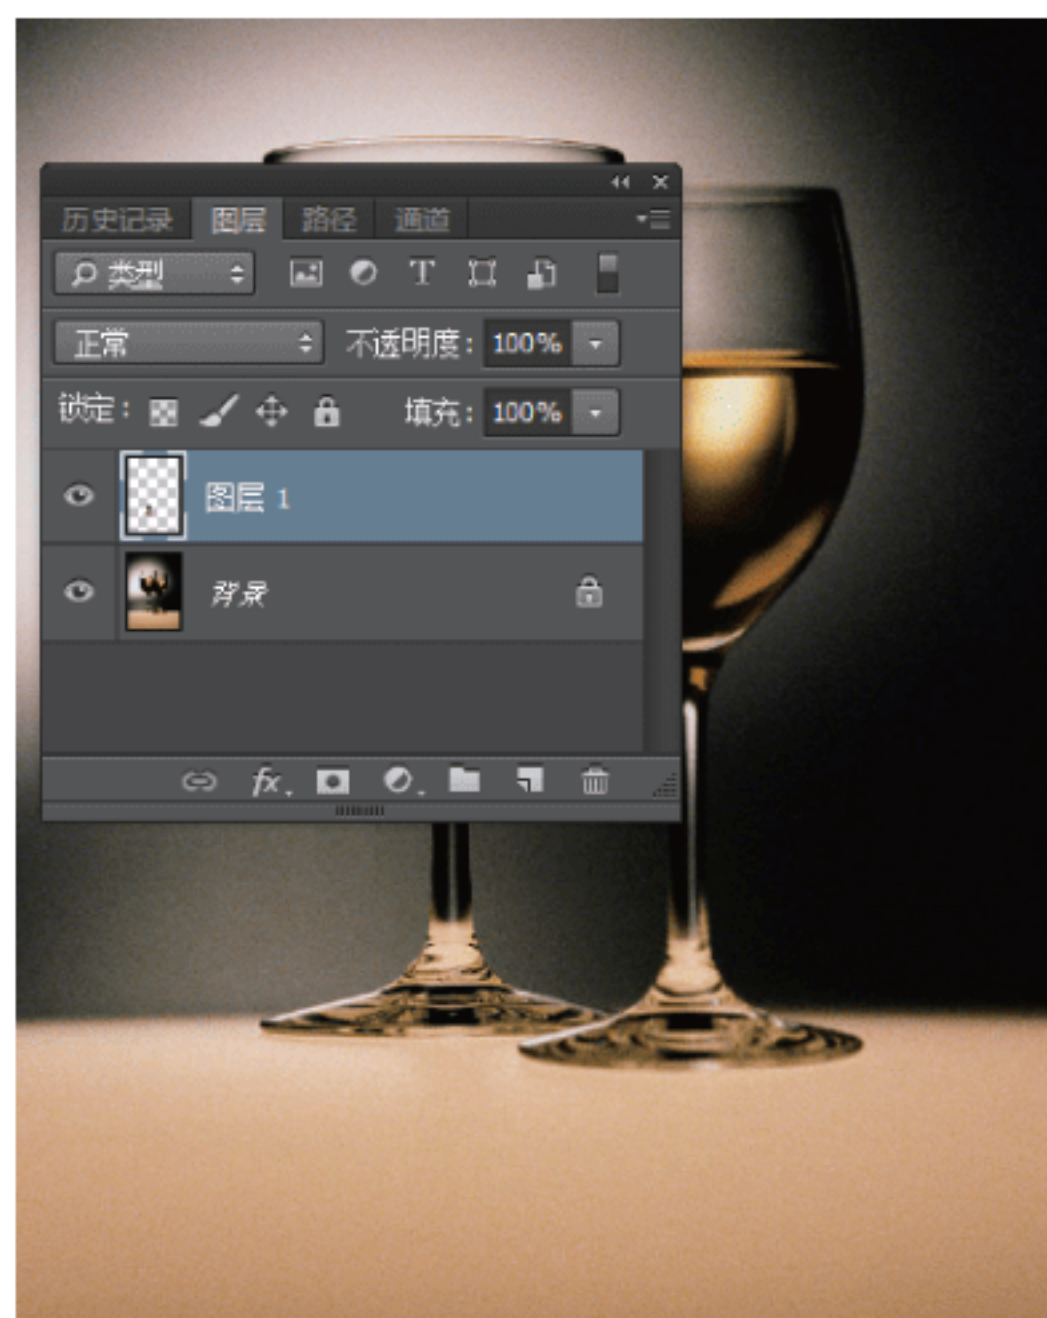 历史记录 图层 路径 通道
类型
正常 不透明度: 100%
锁定: 填充: 100%
图层 1
背景
fx